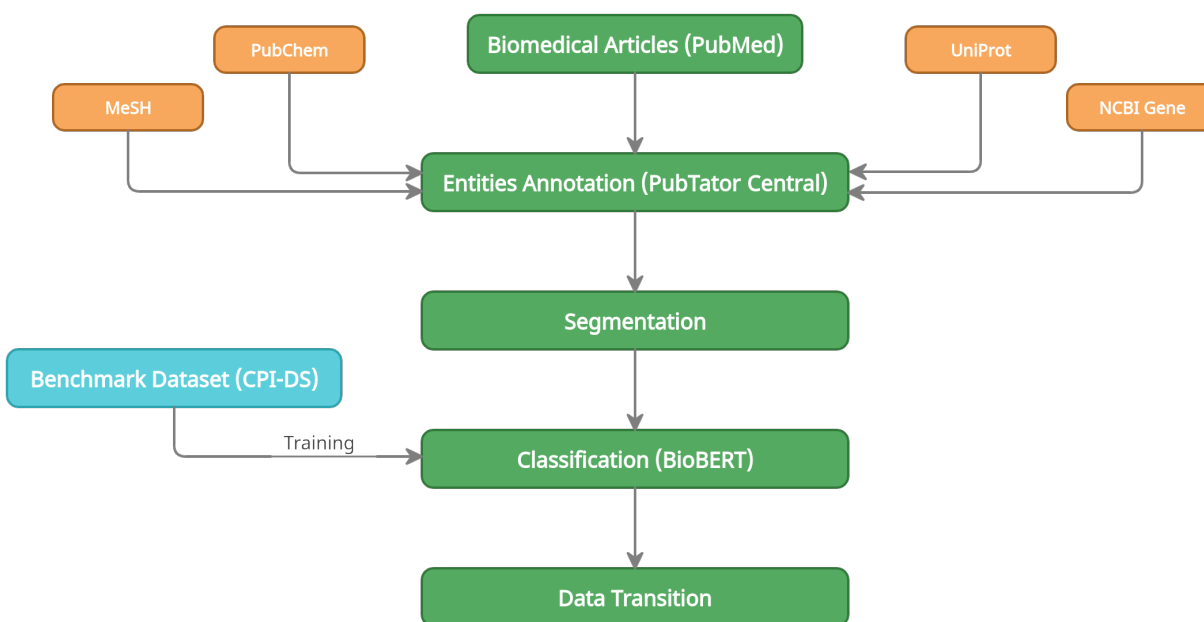 Biomedical Articles (PubMed)
PubChem
UniProt
MeSH
NCBI Gene
Entities Annotation (PubTator Central)
Segmentation
Benchmark Dataset (CPI-DS)
Training
Classification (BioBERT)
Data Transition